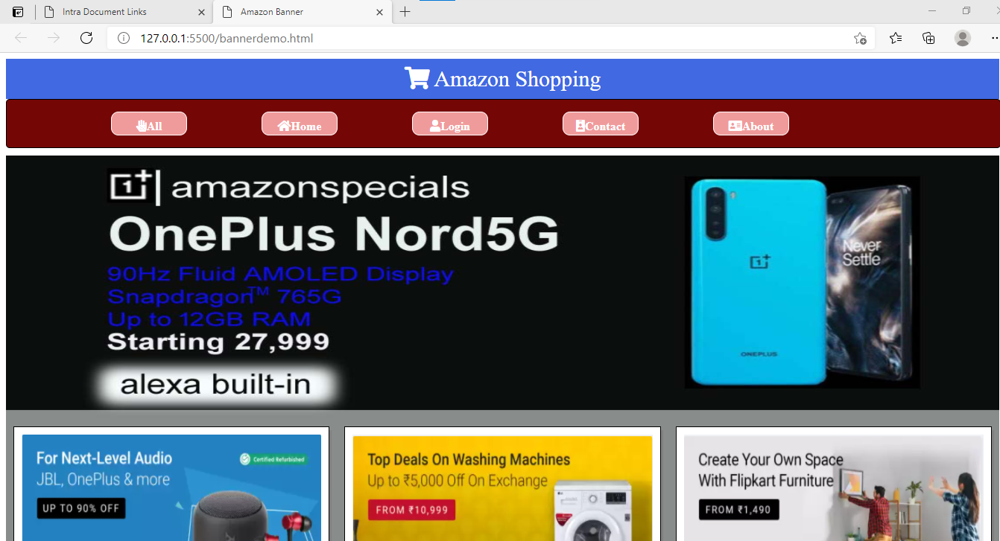 Intra Document Links
Amazon Banner
127.0.0.1:5500/bannerdemo.html
Amazon Shopping
All
Home
Login
Contact
About
1+| amazonspecials
OnePlus Nord5G
90Hz Fluid AMOLED Display
Snapdragon™ 765G
Up to 12GB RAM
Starting 27,999
alexa built-in
Never
Settle
ONEPLUS
For Next-Level Audio
Certified Refurbished
JBL, OnePlus & more
UP TO 90% OFF
Top Deals On Washing Machines
Up to ₹5,000 Off On Exchange
FROM ₹10,999
LG
Create Your Own Space
With Flipkart Furniture
FROM ₹1,490